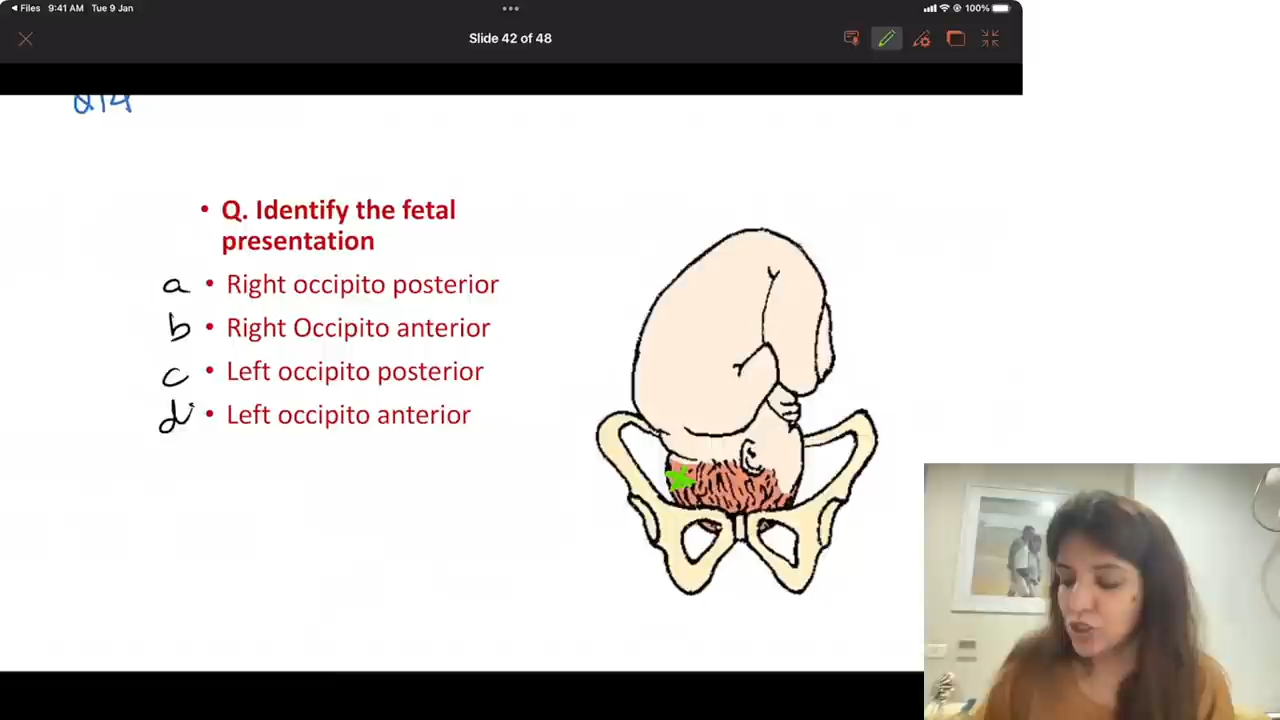 Files 9:41 AM Tue 9 Jan 100%
Slide 42 of 48
Q14
• Q. Identify the fetal
presentation
a • Right occipito posterior
b • Right Occipito anterior
c • Left occipito posterior
d • Left occipito anterior